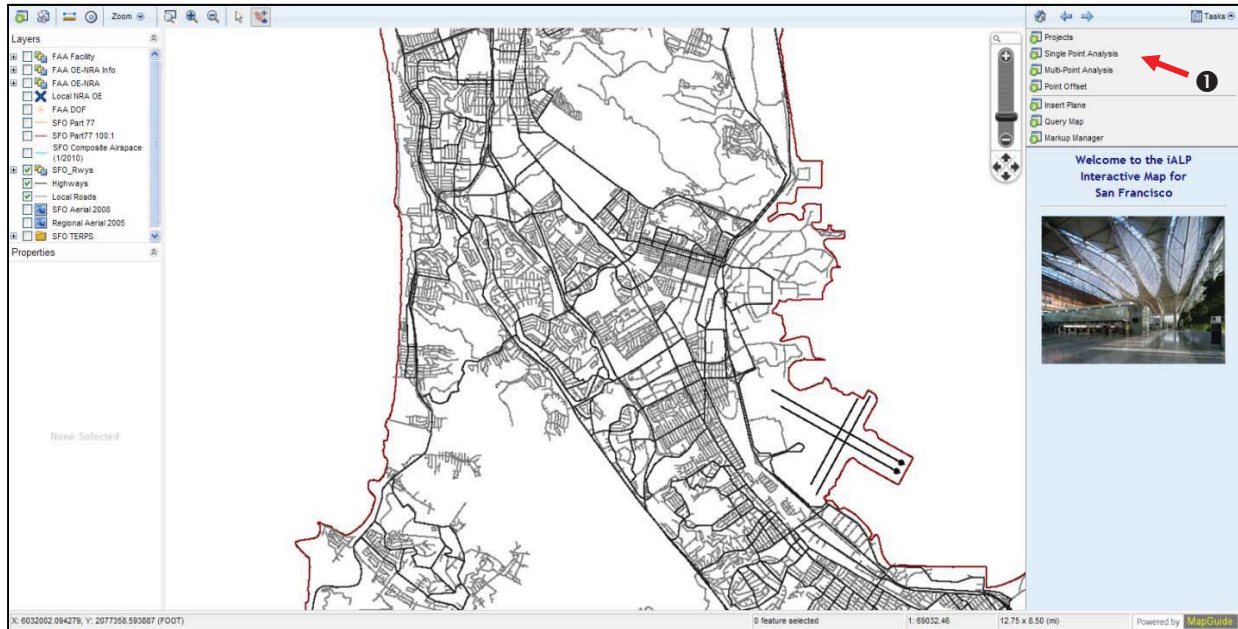 Zoom
Tasks
Layers
FAA Facility
FAA OE-NRA Info
FAA OE-NRA
Local NRA OE
FAA DOF
SFO Part 77
SFO Part77 100:1
SFO Composite Airspace
(1/2010)
SFO_Rwys
Highways
Local Roads
SFO Aerial 2008
Regional Aerial 2005
SFO TERPS
Properties
None Selected
Projects
Single Point Analysis
Multi-Point Analysis
Point Offset
Insert Plane
Query Map
Markup Manager
1
Welcome to the iALP
Interactive Map for
San Francisco
X: 6032002.094279, Y: 2077358.593887 (FOOT)
0 feature selected
1: 69032.46
12.75 x 8.50 (mi)
Powered by MapGuide